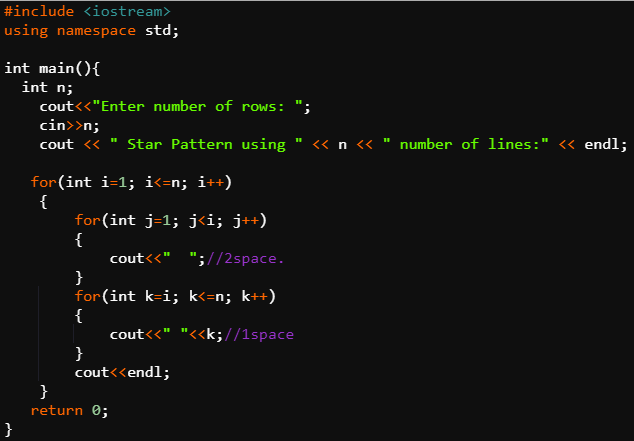 #include <iostream>
using namespace std;

int main(){
  int n;
    cout<<"Enter number of rows: ";
    cin>>n;
    cout << " Star Pattern using " << n << " number of lines:" << endl;

   for(int i=1; i<=n; i++)
    {
        for(int j=1; j<i; j++)
        {
            cout<<"  ";//2space.
        }
        for(int k=i; k<=n; k++)
        {
            cout<<" "<<k;//1space
        }
        cout<<endl;
    }
   return 0;
}